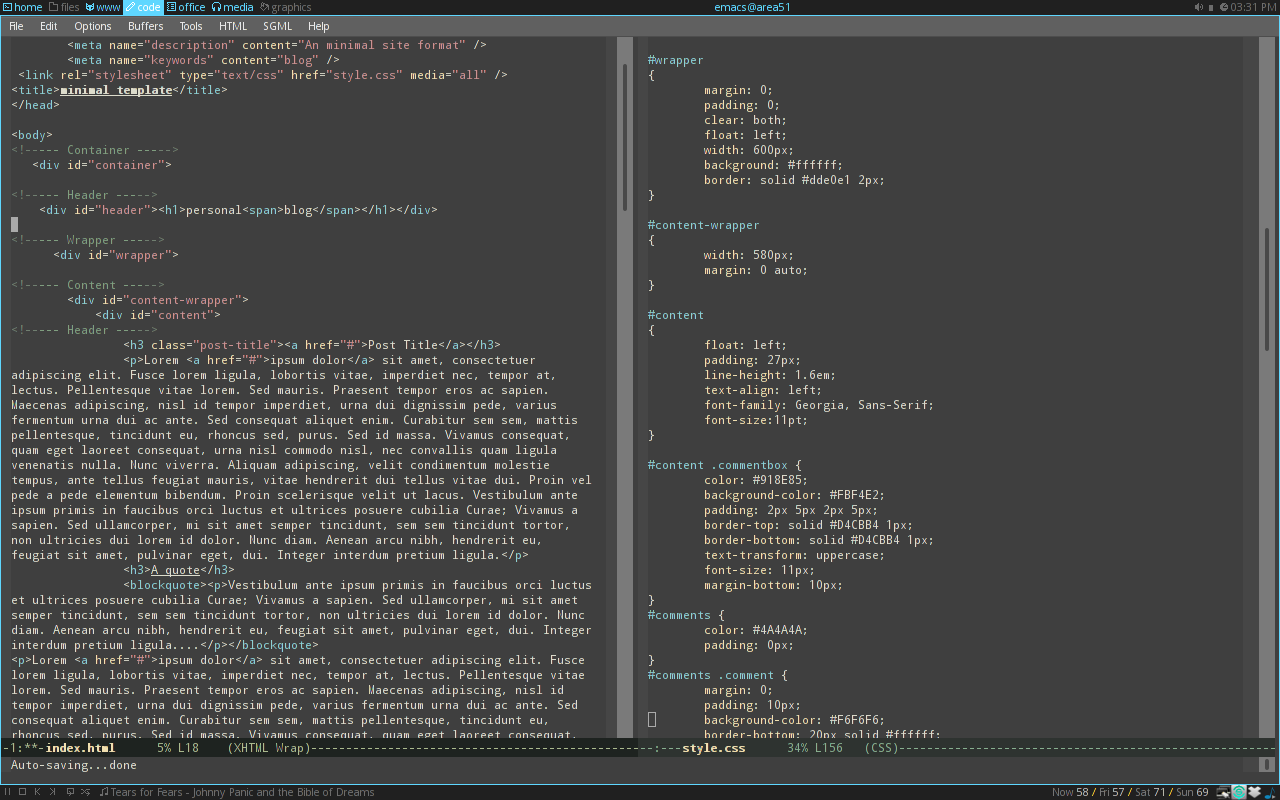 home files www code office media graphics emacs@area51 03:31 PM
File Edit Options Buffers Tools HTML SGML Help
<meta name="description" content="An minimal site format" />
<meta name="keywords" content="blog" />
<link rel="stylesheet" type="text/css" href="style.css" media="all" />
<title>minimal template</title>
</head>
<body>
<!----- Container ----->
<div id="container">
<!----- Header ----->
<div id="header"><h1>personal<span>blog</span></h1></div>
<!----- Wrapper ----->
<div id="wrapper">
<!----- Content ----->
<div id="content-wrapper">
<div id="content">
<!----- Header ----->
<h3 class="post-title"><a href="#">Post Title</a></h3>
<p>Lorem <a href="#">ipsum dolor</a> sit amet, consectetuer
adipiscing elit. Fusce lorem ligula, lobortis vitae, imperdiet nec, tempor at,
lectus. Pellentesque vitae lorem. Sed mauris. Praesent tempor eros ac sapien.
Maecenas adipiscing, nisl id tempor imperdiet, urna dui dignissim pede, varius
fermentum urna dui ac ante. Sed consequat aliquet enim. Curabitur sem sem, mattis
pellentesque, tincidunt eu, rhoncus sed, purus. Sed id massa. Vivamus consequat,
quam eget laoreet consequat, urna nisl commodo nisl, nec convallis quam ligula
venenatis nulla. Nunc viverra. Aliquam adipiscing, velit condimentum molestie
tempus, ante tellus feugiat mauris, vitae hendrerit dui tellus vitae dui. Proin vel
pede a pede elementum bibendum. Proin scelerisque velit ut lacus. Vestibulum ante
ipsum primis in faucibus orci luctus et ultrices posuere cubilia Curae; Vivamus a
sapien. Sed ullamcorper, mi sit amet semper tincidunt, sem sem tincidunt tortor,
non ultricies dui lorem id dolor. Nunc diam. Aenean arcu nibh, hendrerit eu,
feugiat sit amet, pulvinar eget, dui. Integer interdum pretium ligula.</p>
<h3>A quote</h3>
<blockquote><p>Vestibulum ante ipsum primis in faucibus orci luctus
et ultrices posuere cubilia Curae; Vivamus a sapien. Sed ullamcorper, mi sit amet
semper tincidunt, sem sem tincidunt tortor, non ultricies dui lorem id dolor. Nunc
diam. Aenean arcu nibh, hendrerit eu, feugiat sit amet, pulvinar eget, dui. Integer
interdum pretium ligula....</p></blockquote>
<p>Lorem <a href="#">ipsum dolor</a> sit amet, consectetuer adipiscing elit. Fusce
lorem ligula, lobortis vitae, imperdiet nec, tempor at, lectus. Pellentesque vitae
lorem. Sed mauris. Praesent tempor eros ac sapien. Maecenas adipiscing, nisl id
tempor imperdiet, urna dui dignissim pede, varius fermentum urna dui ac ante. Sed
consequat aliquet enim. Curabitur sem sem, mattis pellentesque, tincidunt eu,
rhoncus sed, purus. Sed id massa. Vivamus consequat, quam eget laoreet consequat,
-1:**-index.html 5% L18 (XHTML Wrap)
#wrapper
{
margin: 0;
padding: 0;
clear: both;
float: left;
width: 600px;
background: #ffffff;
border: solid #dde0e1 2px;
}
#content-wrapper
{
width: 580px;
margin: 0 auto;
}
#content
{
float: left;
padding: 27px;
line-height: 1.6em;
text-align: left;
font-family: Georgia, Sans-Serif;
font-size:11pt;
}
#content .commentbox {
color: #918E85;
background-color: #FBF4E2;
padding: 2px 5px 2px 5px;
border-top: solid #D4CBB4 1px;
border-bottom: solid #D4CBB4 1px;
text-transform: uppercase;
font-size: 11px;
margin-bottom: 10px;
}
#comments {
color: #4A4A4A;
padding: 0px;
}
#comments .comment {
margin: 0;
padding: 10px;
background-color: #F6F6F6;
border-bottom: 20px solid #ffffff;
--:---style.css 34% L156 (CSS)
Auto-saving...done
Tears for Fears - Johnny Panic and the Bible of Dreams Now 58 / Fri 57 / Sat 71 / Sun 69